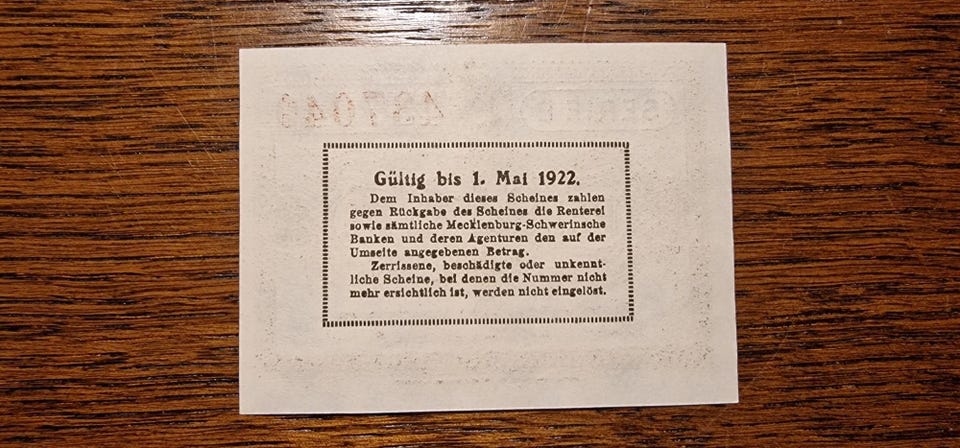 Gültig bis 1. Mai 1922.
Dem Inhaber dieses Scheines zahlen
gegen Rückgabe des Scheines die Renterei
sowie sämtliche Mecklenburg-Schwerinsche
Banken und deren Agenturen den auf der
Umseite angegebenen Betrag.
Zerrissene, beschädigte oder unkennt-
liche Scheine, bei denen die Nummer nicht
mehr ersichtlich ist, werden nicht eingelöst.